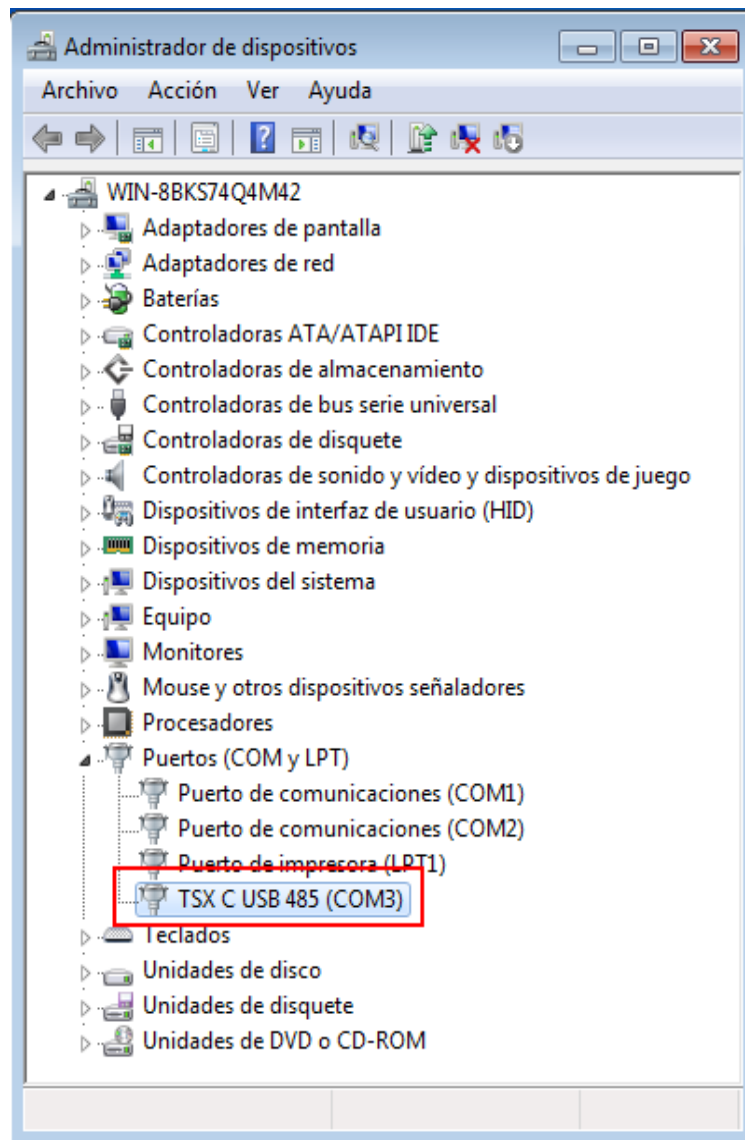 Administrador de dispositivos
Archivo Acción Ver Ayuda
WIN-8BKS74Q4M42
Adaptadores de pantalla
Adaptadores de red
Baterías
Controladoras ATA/ATAPI IDE
Controladoras de almacenamiento
Controladoras de bus serie universal
Controladoras de disquete
Controladoras de sonido y vídeo y dispositivos de juego
Dispositivos de interfaz de usuario (HID)
Dispositivos de memoria
Dispositivos del sistema
Equipo
Monitores
Mouse y otros dispositivos señaladores
Procesadores
Puertos (COM y LPT)
Puerto de comunicaciones (COM1)
Puerto de comunicaciones (COM2)
Puerto de impresora (LPT1)
TSX C USB 485 (COM3)
Teclados
Unidades de disco
Unidades de disquete
Unidades de DVD o CD-ROM